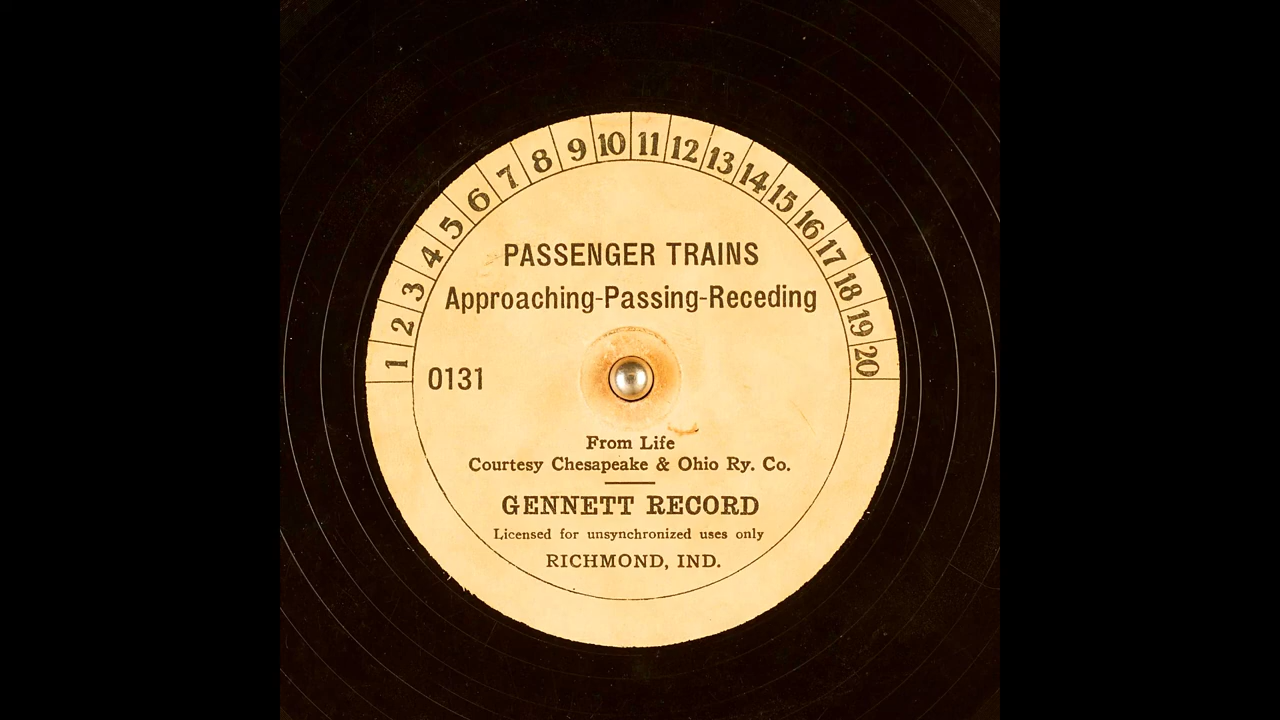 1 2 3 4 5 6 7 8 9 10 11 12 13 14 15 16 17 18 19 20
PASSENGER TRAINS
Approaching-Passing-Receding
0131
From Life
Courtesy Chesapeake & Ohio Ry. Co.
GENNETT RECORD
Licensed for unsynchronized uses only
RICHMOND, IND.